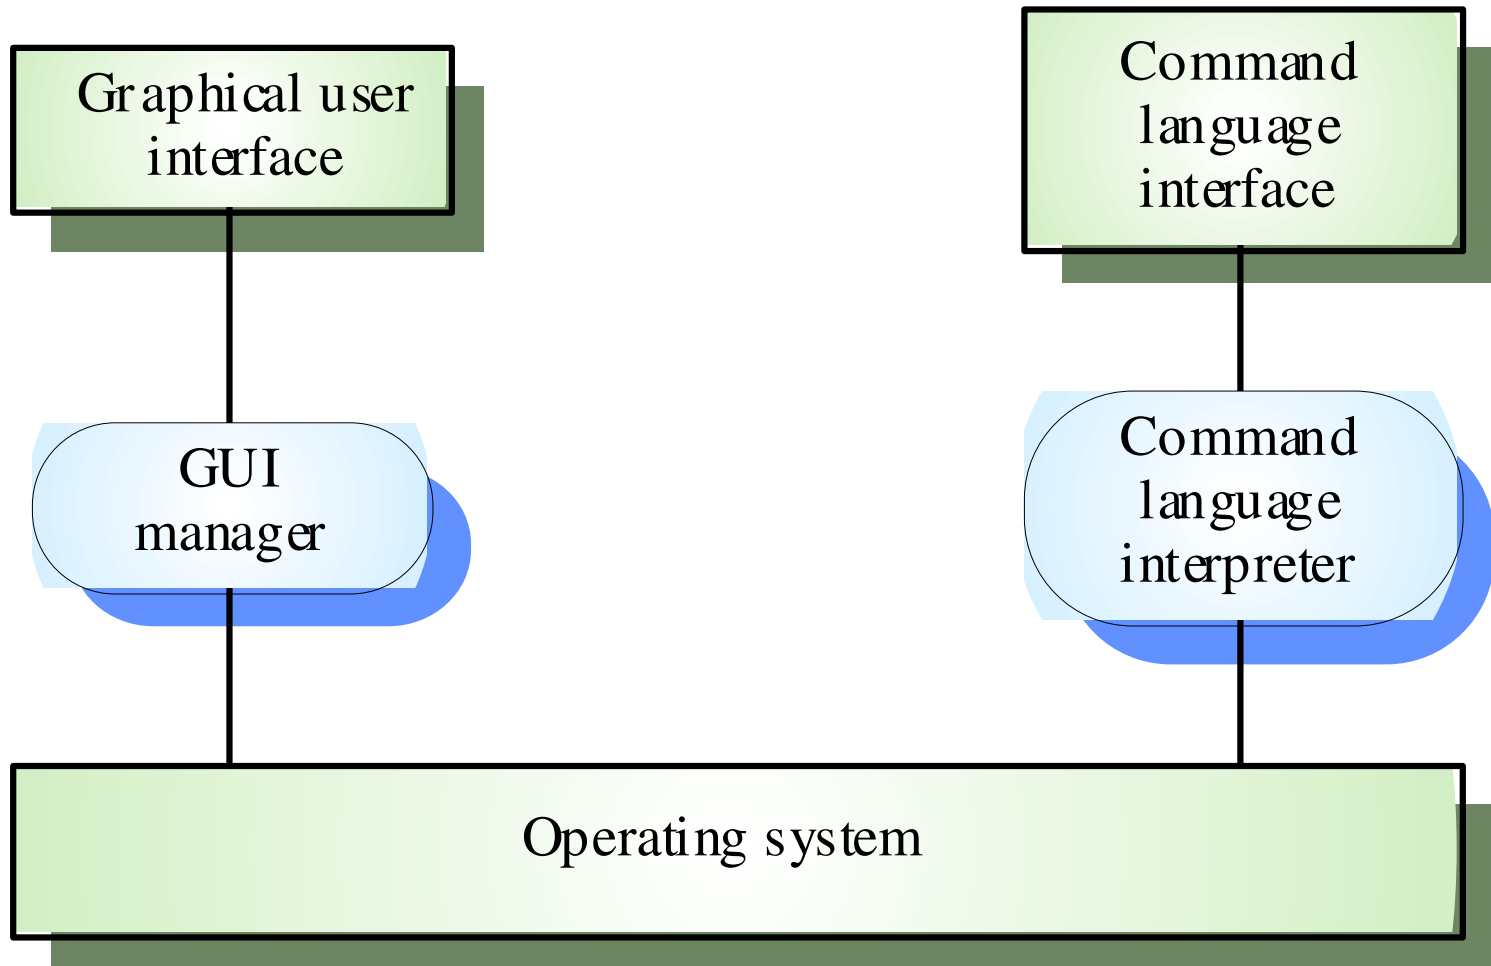 Graphical user
interface
Command
language
interface
GUI
manager
Command
language
interpreter
Operating system